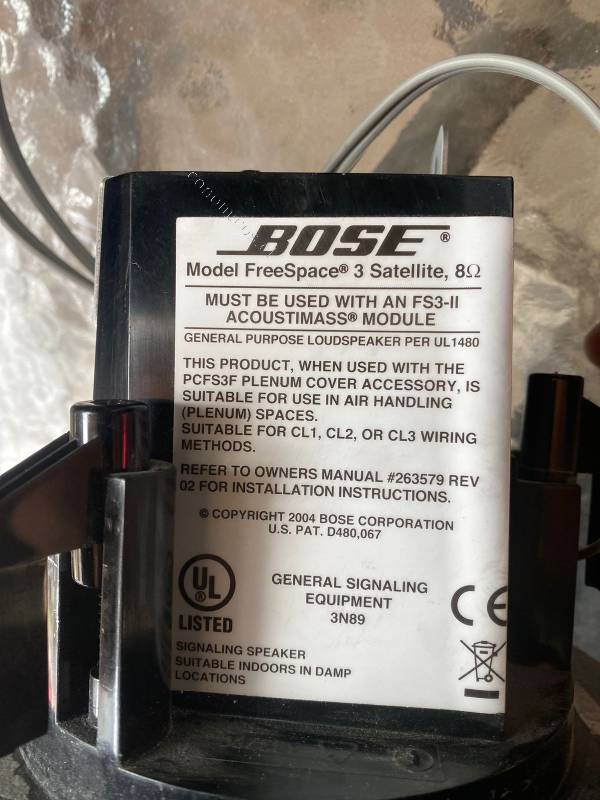 BOSE®
Model FreeSpace® 3 Satellite, 8Ω
MUST BE USED WITH AN FS3-II
ACOUSTIMASS® MODULE
GENERAL PURPOSE LOUDSPEAKER PER UL1480
THIS PRODUCT, WHEN USED WITH THE
PCFS3F PLENUM COVER ACCESSORY, IS
SUITABLE FOR USE IN AIR HANDLING
(PLENUM) SPACES.
SUITABLE FOR CL1, CL2, OR CL3 WIRING
METHODS.
REFER TO OWNERS MANUAL #263579 REV
02 FOR INSTALLATION INSTRUCTIONS.
© COPYRIGHT 2004 BOSE CORPORATION
U.S. PAT. D480,067
UL®
LISTED
GENERAL SIGNALING
EQUIPMENT
3N89
CE
SIGNALING SPEAKER
SUITABLE INDOORS IN DAMP
LOCATIONS